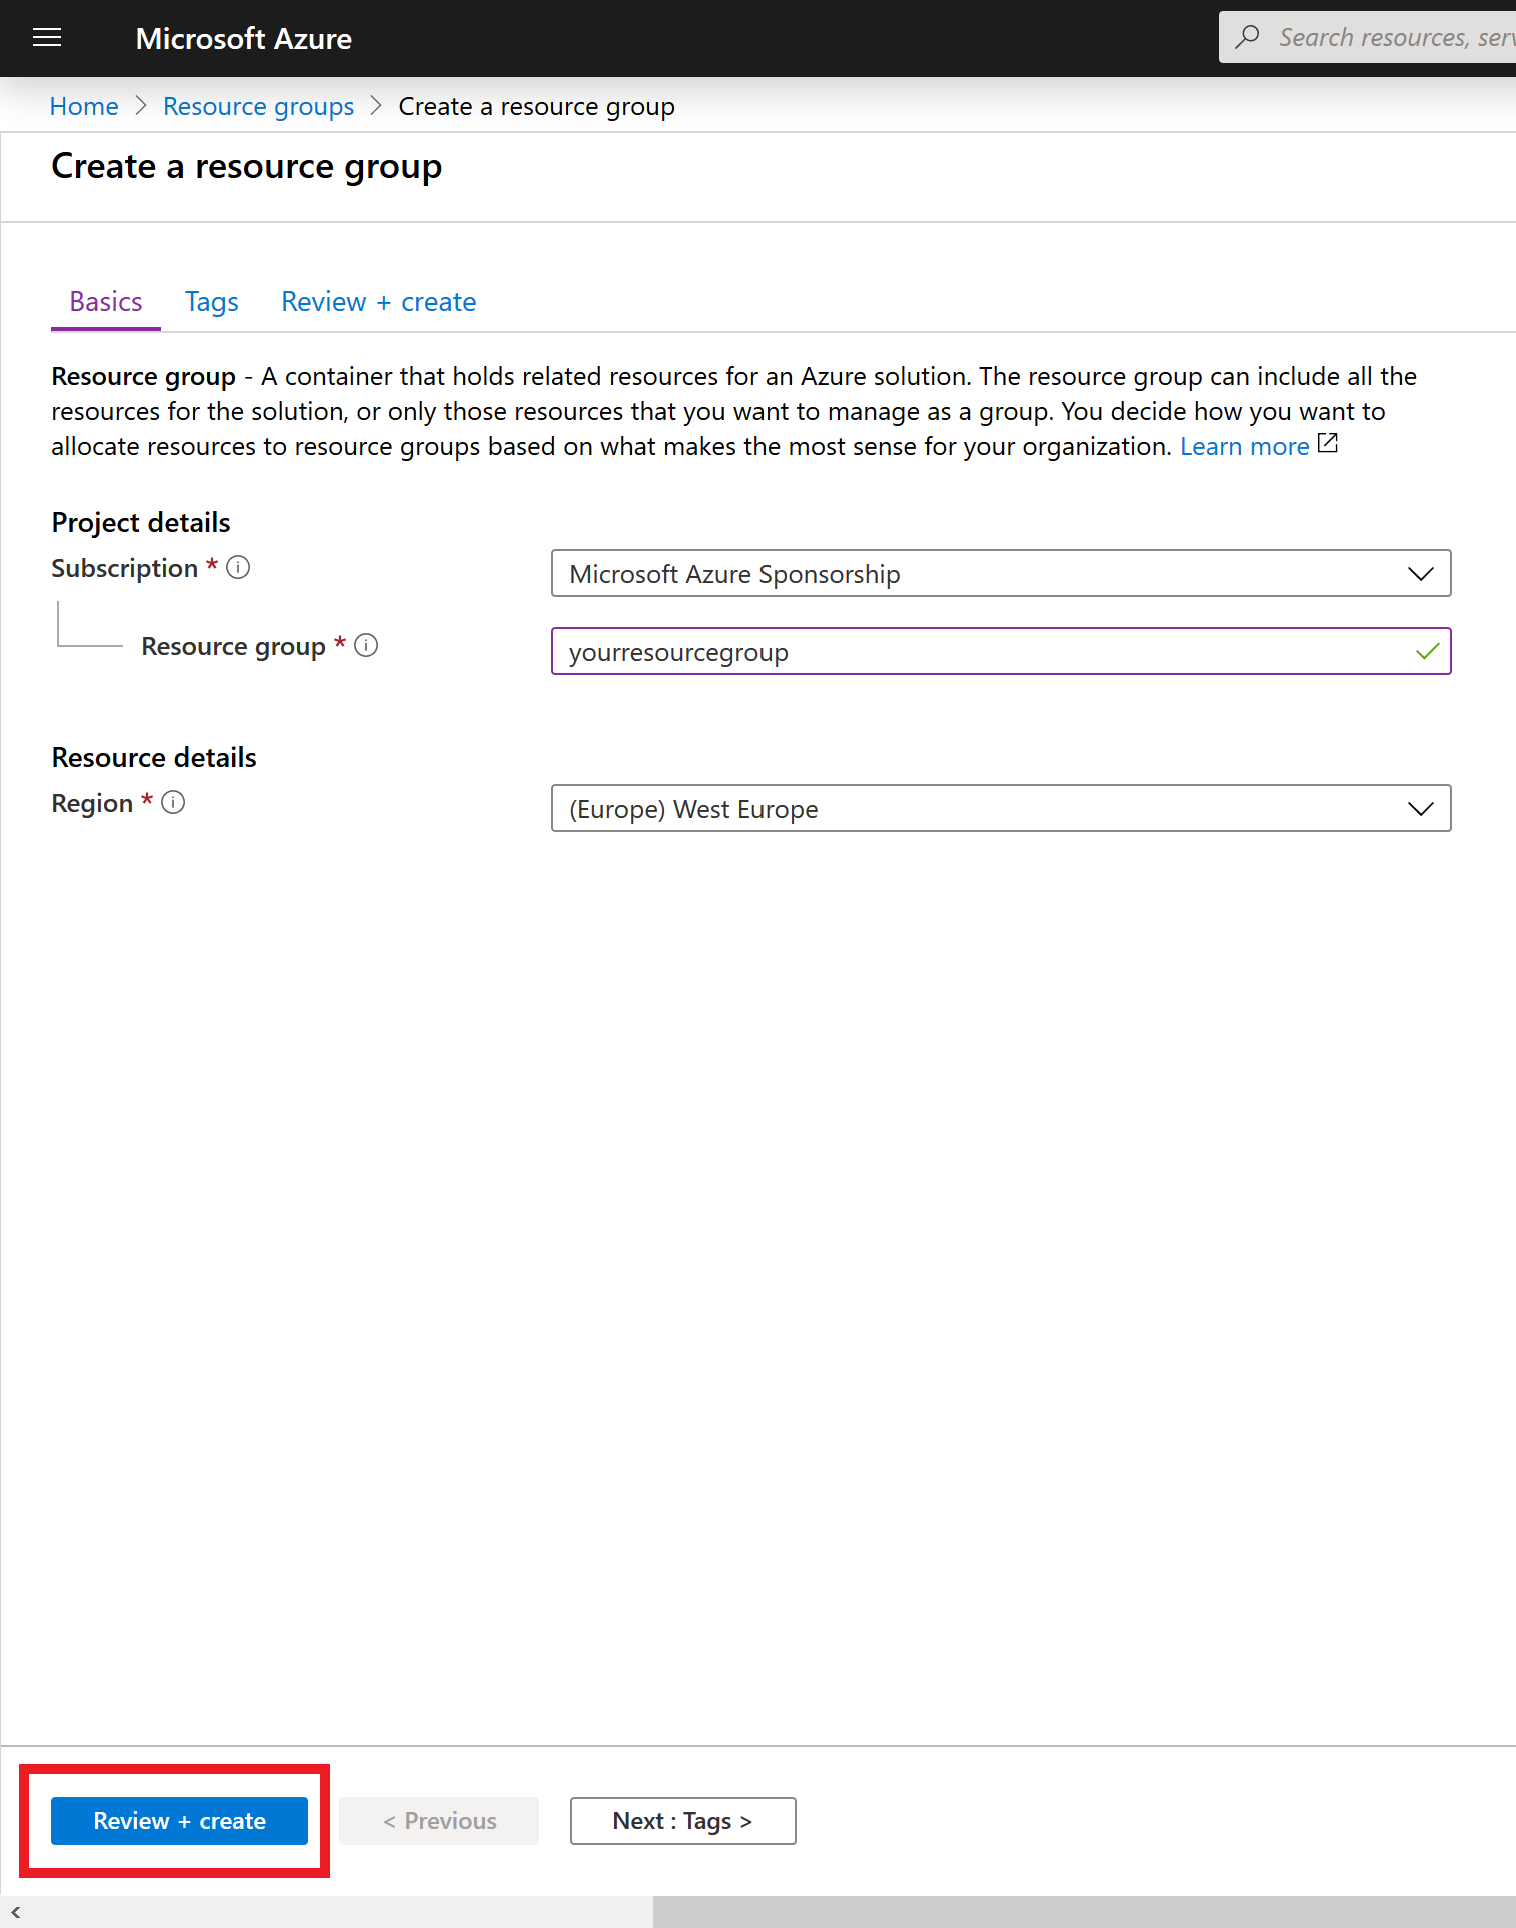 Microsoft Azure
Search resources, serv
Home > Resource groups > Create a resource group
Create a resource group
Basics Tags Review + create
Resource group - A container that holds related resources for an Azure solution. The resource group can include all the
resources for the solution, or only those resources that you want to manage as a group. You decide how you want to
allocate resources to resource groups based on what makes the most sense for your organization. Learn more
Project details
Subscription * Microsoft Azure Sponsorship
Resource group * yourresourcegroup
Resource details
Region * (Europe) West Europe
Review + create < Previous Next : Tags >